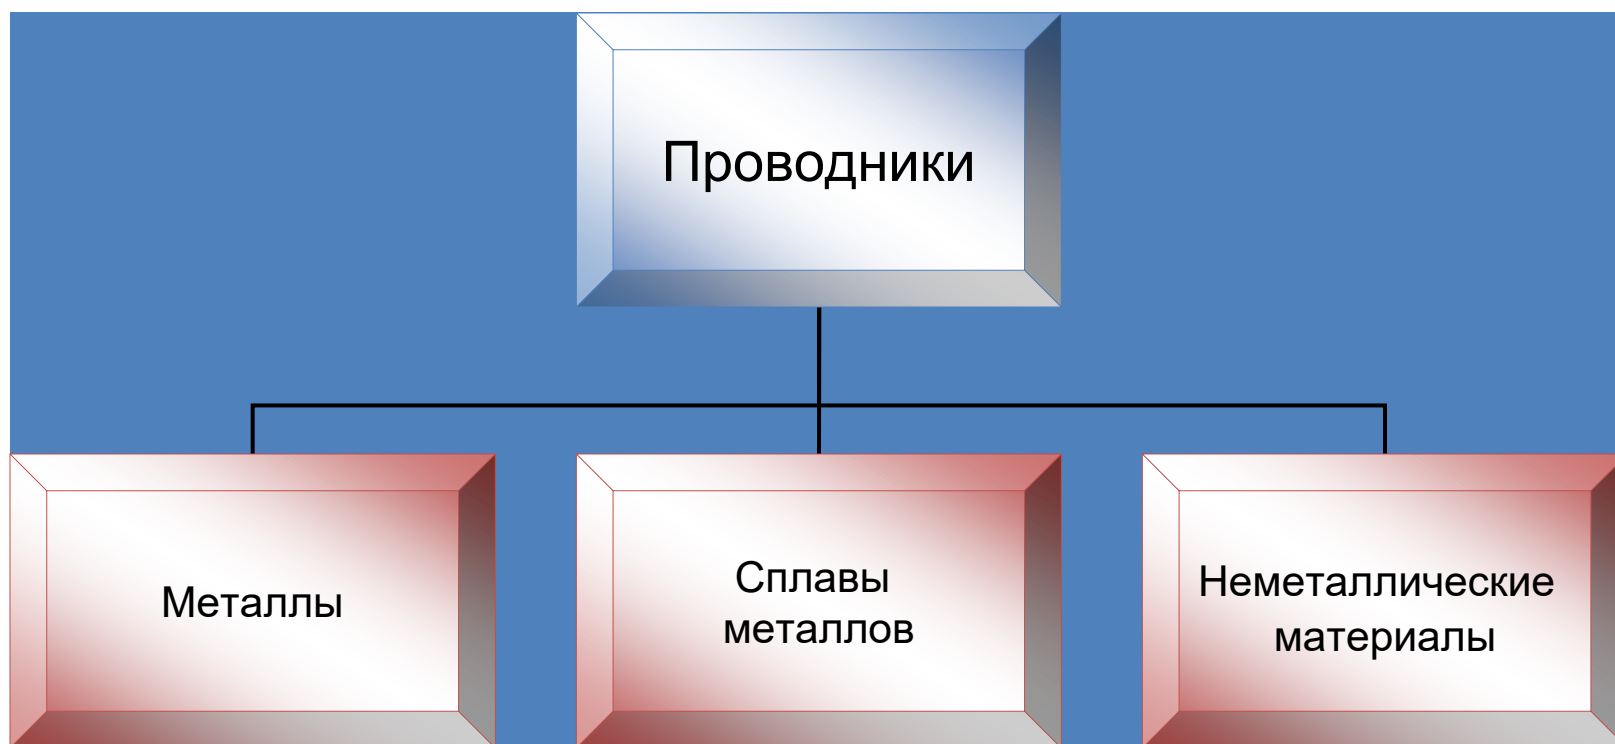 Проводники
Металлы
Сплавы
металлов
Неметаллические
материалы